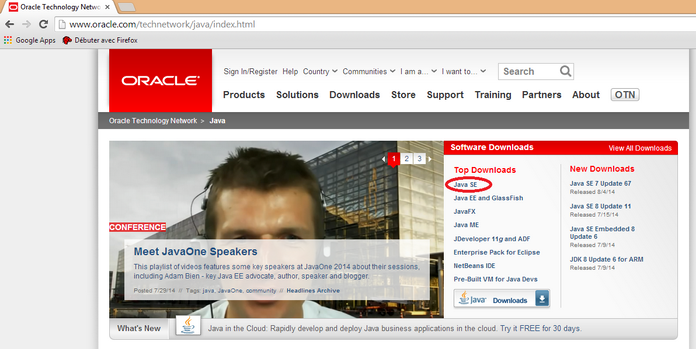 Oracle Technology Netwo
www.oracle.com/technetwork/java/index.html
Google Apps Débuter avec Firefox
ORACLE
Sign In/Register Help Country Communities I am a... I want to... Search
Products Solutions Downloads Store Support Training Partners About OTN
Oracle Technology Network > Java
1 2 3
CONFERENCE
Meet JavaOne Speakers
This playlist of videos features some key speakers at JavaOne 2014 about their sessions,
including Adam Bien - key Java EE advocate, author, speaker and blogger.
Posted 7/29/14 // Tags: java, JavaOne, community // Headlines Archive
Software Downloads View All Downloads
Top Downloads
Java SE
Java EE and GlassFish
JavaFX
Java ME
JDeveloper 11g and ADF
Enterprise Pack for Eclipse
NetBeans IDE
Pre-Built VM for Java Devs
Java Downloads
New Downloads
Java SE 7 Update 67
Released 8/4/14
Java SE 8 Update 11
Released 7/15/14
Java SE Embedded 8
Update 6
Released 7/9/14
JDK 8 Update 6 for ARM
Released 7/9/14
What's New Java in the Cloud: Rapidly develop and deploy Java business applications in the cloud. Try it FREE for 30 days.